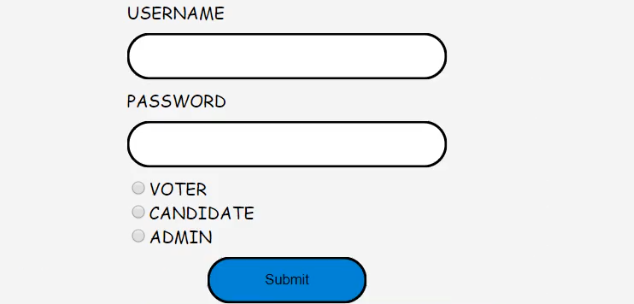 USERNAME
PASSWORD
VOTER
CANDIDATE
ADMIN
Submit